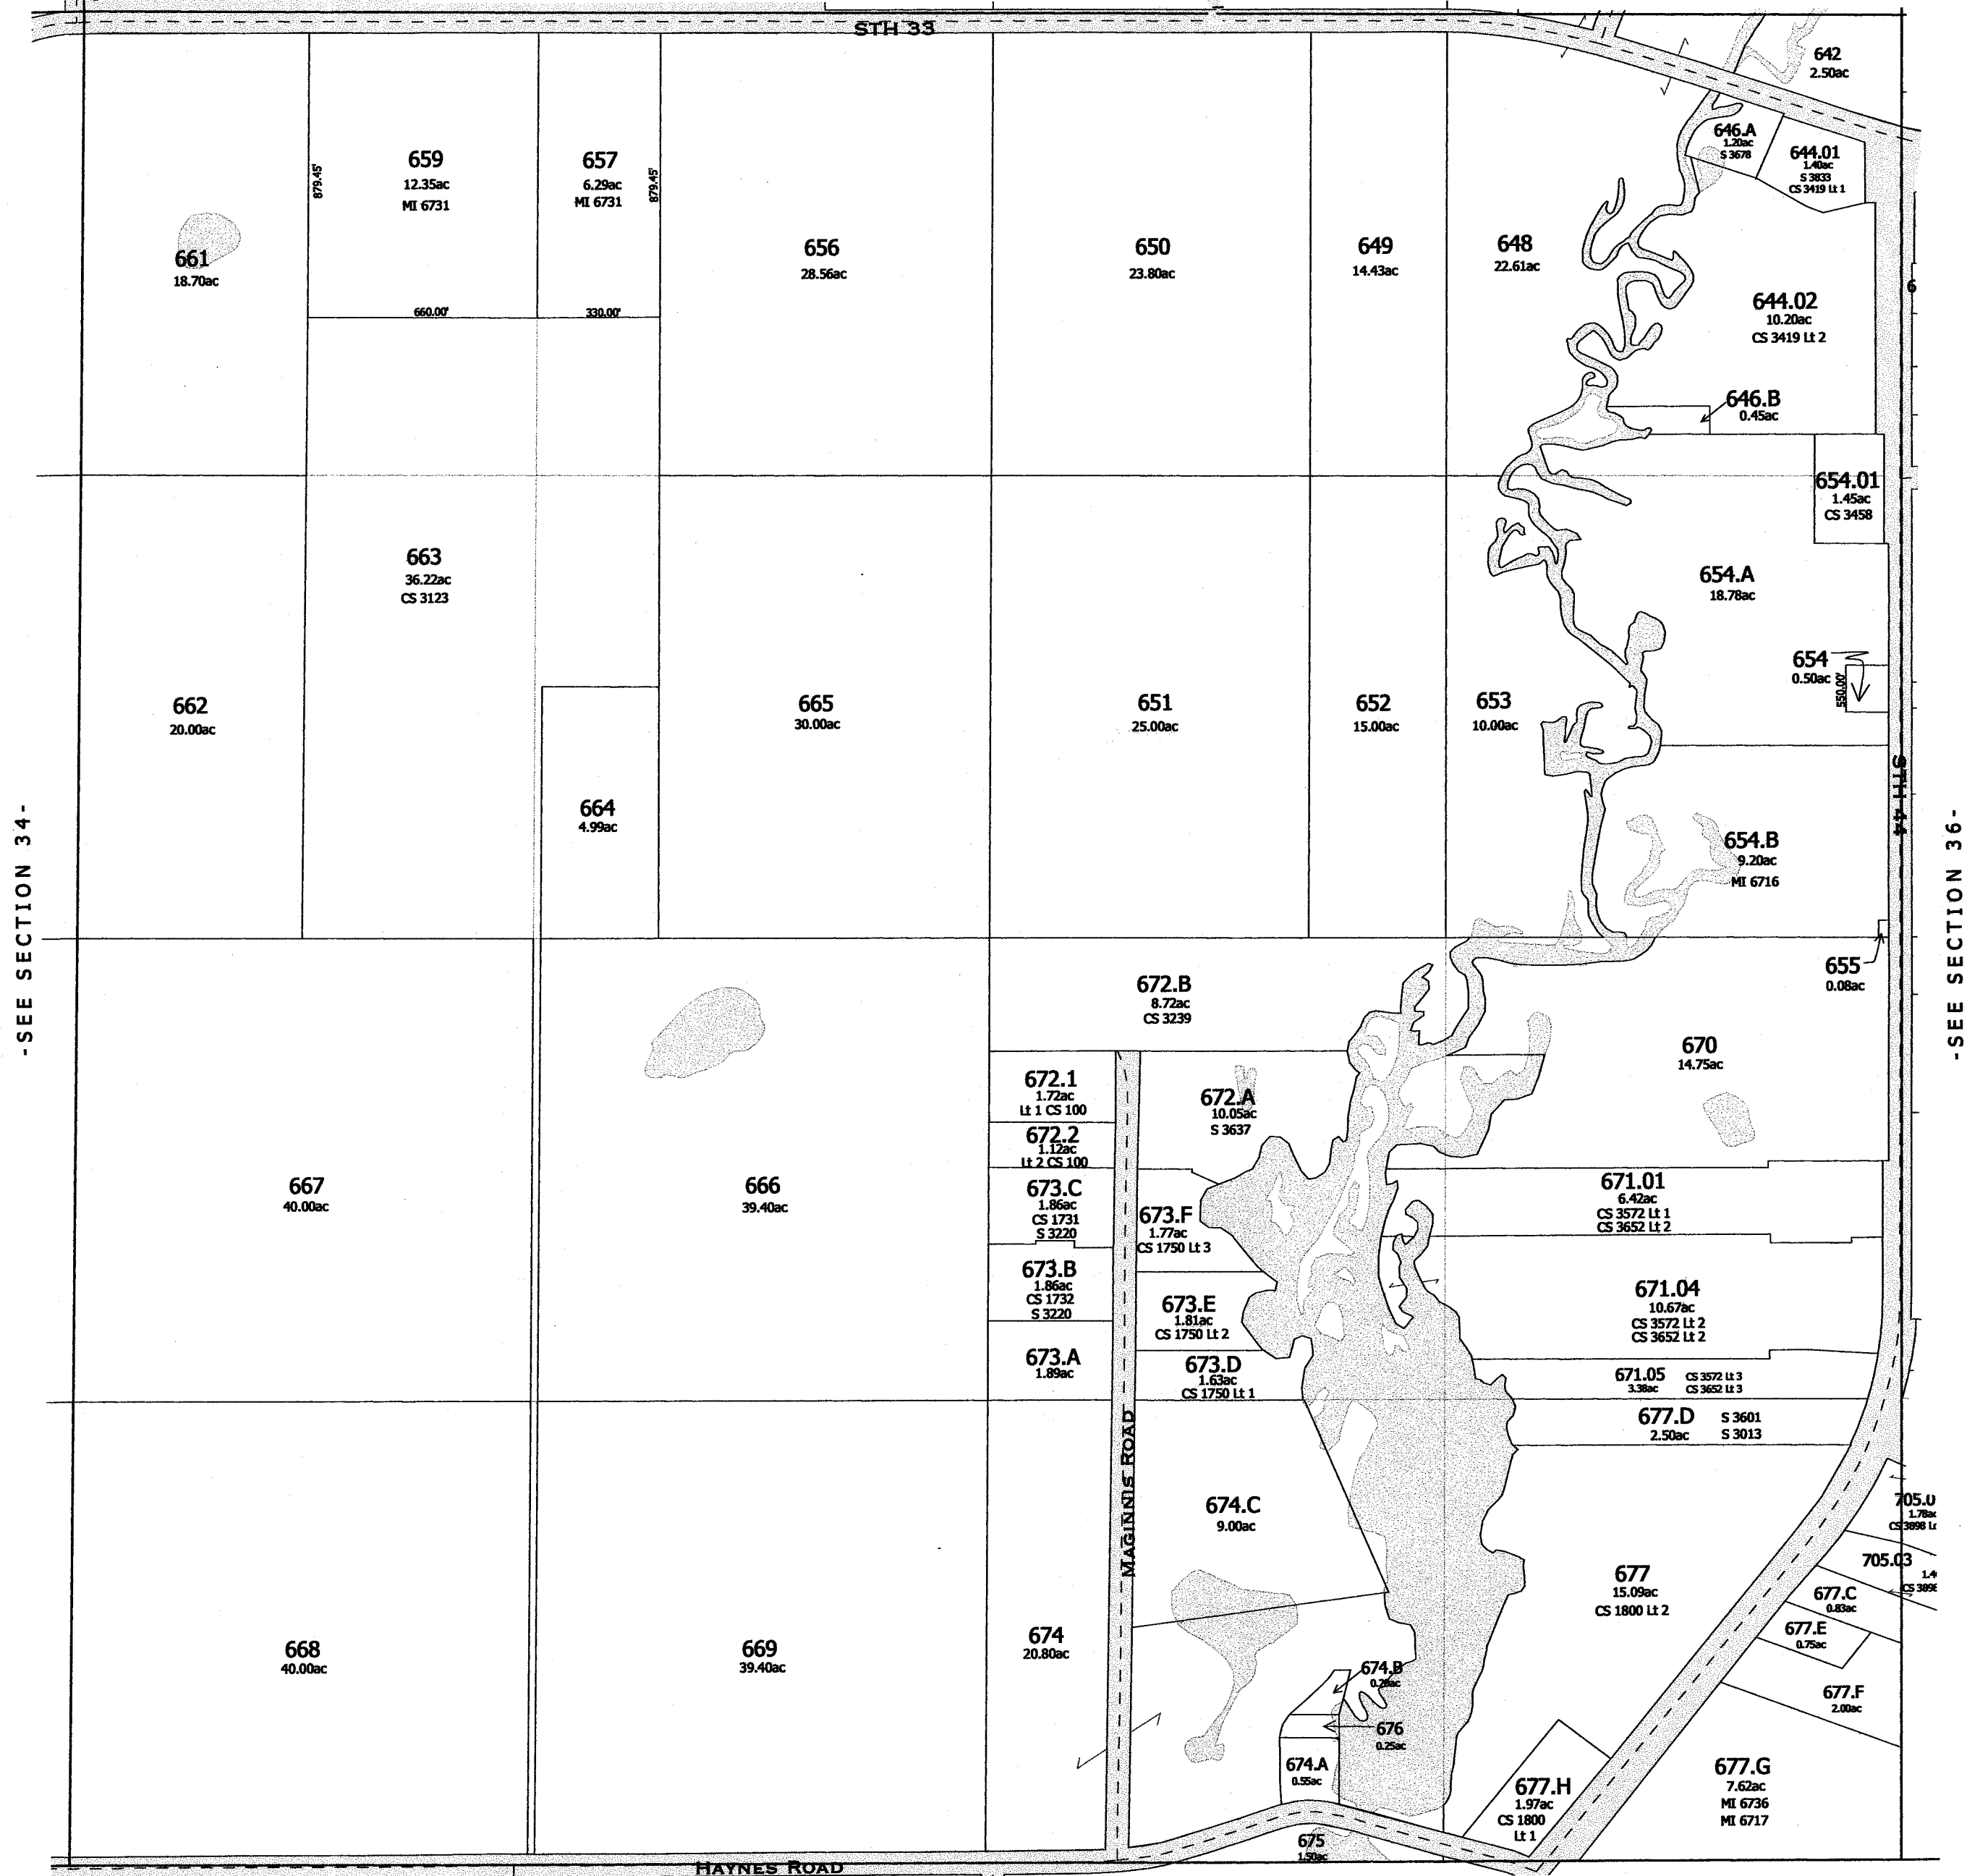 STH 33
642
2.50ac
646.A
1.20ac
S 3678
644.01
1.40ac
S 3833
CS 3419 Lt 1
659
12.35ac
MI 6731
879.45'
657
6.29ac
MI 6731
879.45'
661
18.70ac
656
28.56ac
650
23.80ac
649
14.43ac
648
22.61ac
644.02
10.20ac
CS 3419 Lt 2
6
660.00'
330.00'
646.B
0.45ac
654.01
1.45ac
CS 3458
663
36.22ac
CS 3123
654.A
18.78ac
654
0.50ac
550.00'
662
20.00ac
665
30.00ac
651
25.00ac
652
15.00ac
653
10.00ac
STH 44
664
4.99ac
654.B
9.20ac
MI 6716
-SEE SECTION 34-
-SEE SECTION 36-
655
0.08ac
672.B
8.72ac
CS 3239
670
14.75ac
672.1
1.72ac
Lt 1 CS 100
672.A
10.05ac
S 3637
672.2
1.12ac
Lt 2 CS 100
667
40.00ac
666
39.40ac
673.C
1.86ac
CS 1731
S 3220
673.F
1.77ac
CS 1750 Lt 3
671.01
6.42ac
CS 3572 Lt 1
CS 3652 Lt 2
673.B
1.86ac
CS 1732
S 3220
673.E
1.81ac
CS 1750 Lt 2
671.04
10.67ac
CS 3572 Lt 2
CS 3652 Lt 2
673.A
1.89ac
673.D
1.63ac
CS 1750 Lt 1
671.05
3.38ac
CS 3572 Lt 3
CS 3652 Lt 3
677.D
2.50ac
S 3601
S 3013
MAGINNIS ROAD
674.C
9.00ac
705.0
1.78ac
CS 3898 Lt
705.03
1.4
CS 3898
677
15.09ac
CS 1800 Lt 2
677.C
0.83ac
677.E
0.75ac
668
40.00ac
669
39.40ac
674
20.80ac
674.B
677.F
2.00ac
676
0.25ac
674.A
0.55ac
677.H
1.97ac
CS 1800
Lt 1
677.G
7.62ac
MI 6736
MI 6717
675
1.50ac
HAYNES ROAD